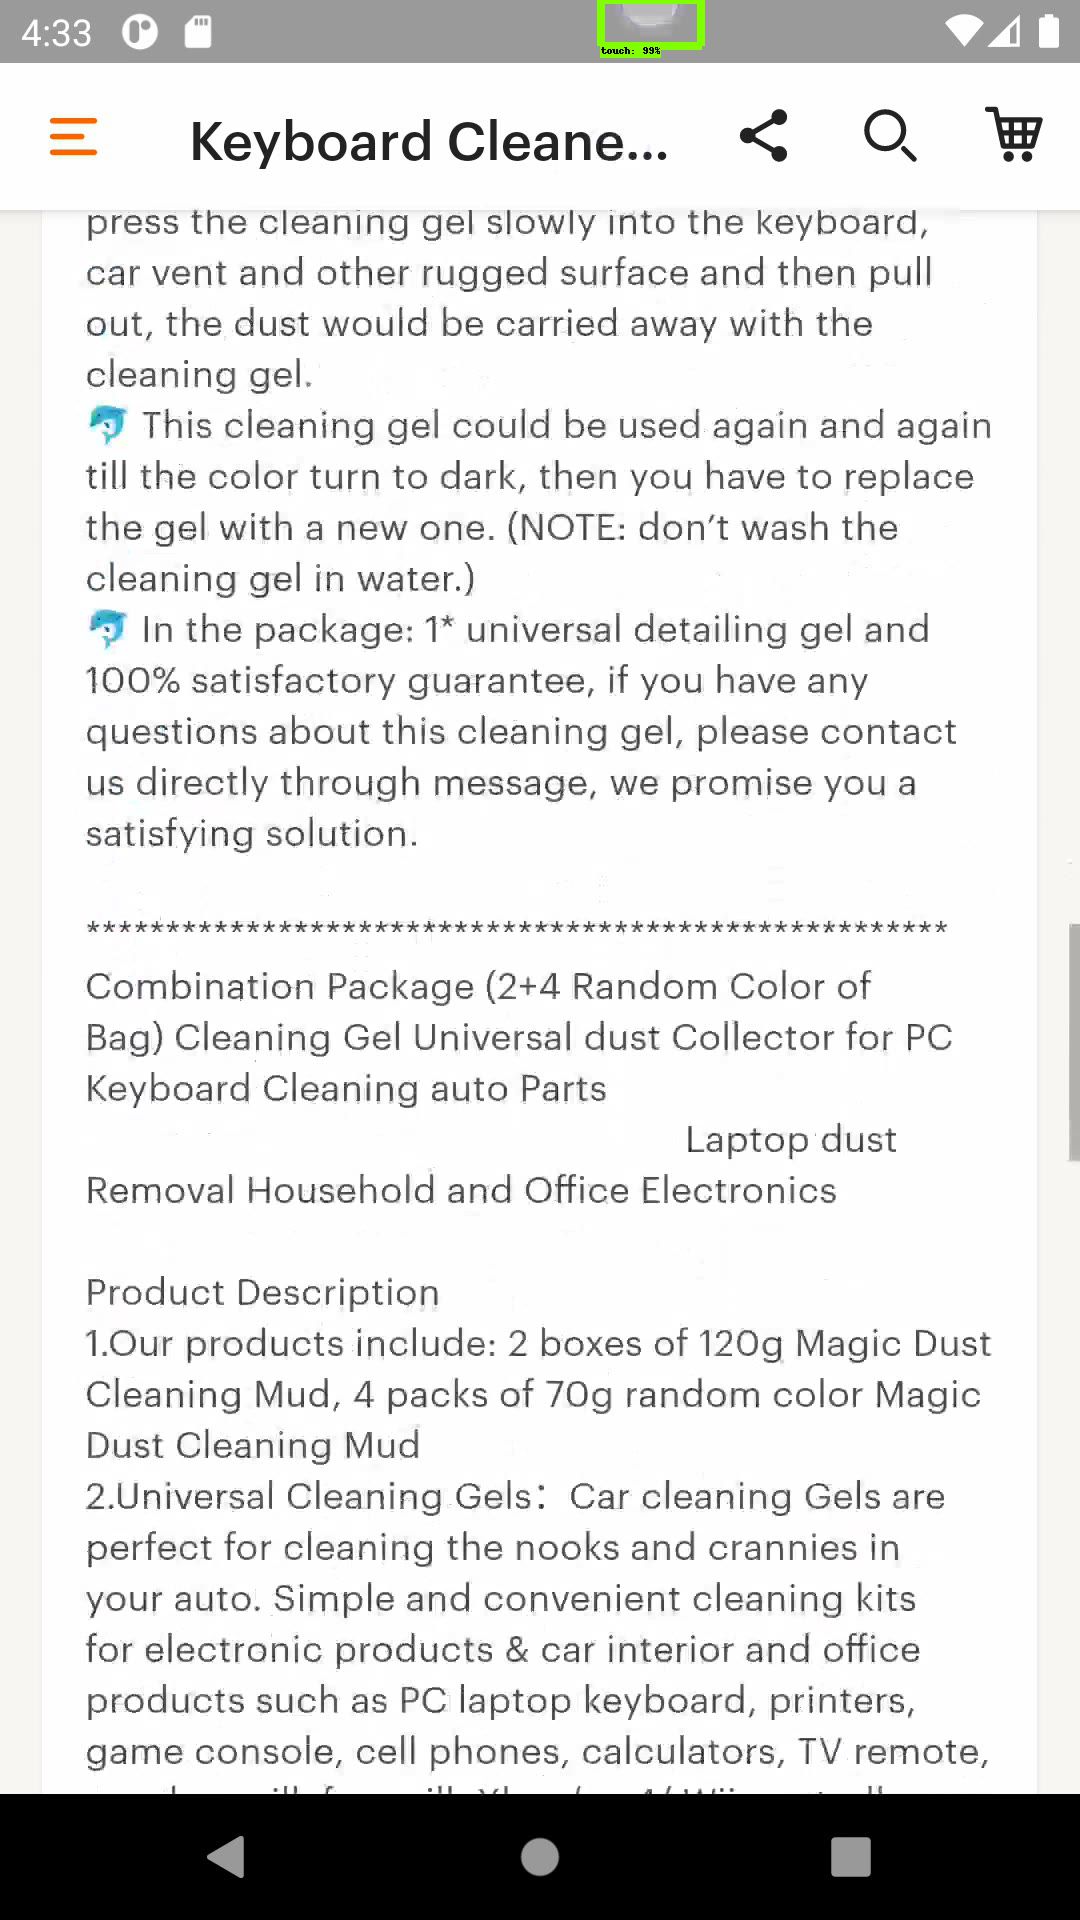 4:33
touch: 99%
Keyboard Cleane...
press the cleaning gel slowly into the keyboard,
car vent and other rugged surface and then pull
out, the dust would be carried away with the
cleaning gel.
🐬 This cleaning gel could be used again and again
till the color turn to dark, then you have to replace
the gel with a new one. (NOTE: don’t wash the
cleaning gel in water.)
🐬 In the package: 1* universal detailing gel and
100% satisfactory guarantee, if you have any
questions about this cleaning gel, please contact
us directly through message, we promise you a
satisfying solution.
******************************************************
Combination Package (2+4 Random Color of
Bag) Cleaning Gel Universal dust Collector for PC
Keyboard Cleaning auto Parts
Laptop dust
Removal Household and Office Electronics
Product Description
1.Our products include: 2 boxes of 120g Magic Dust
Cleaning Mud, 4 packs of 70g random color Magic
Dust Cleaning Mud
2.Universal Cleaning Gels： Car cleaning Gels are
perfect for cleaning the nooks and crannies in
your auto. Simple and convenient cleaning kits
for electronic products & car interior and office
products such as PC laptop keyboard, printers,
game console, cell phones, calculators, TV remote,